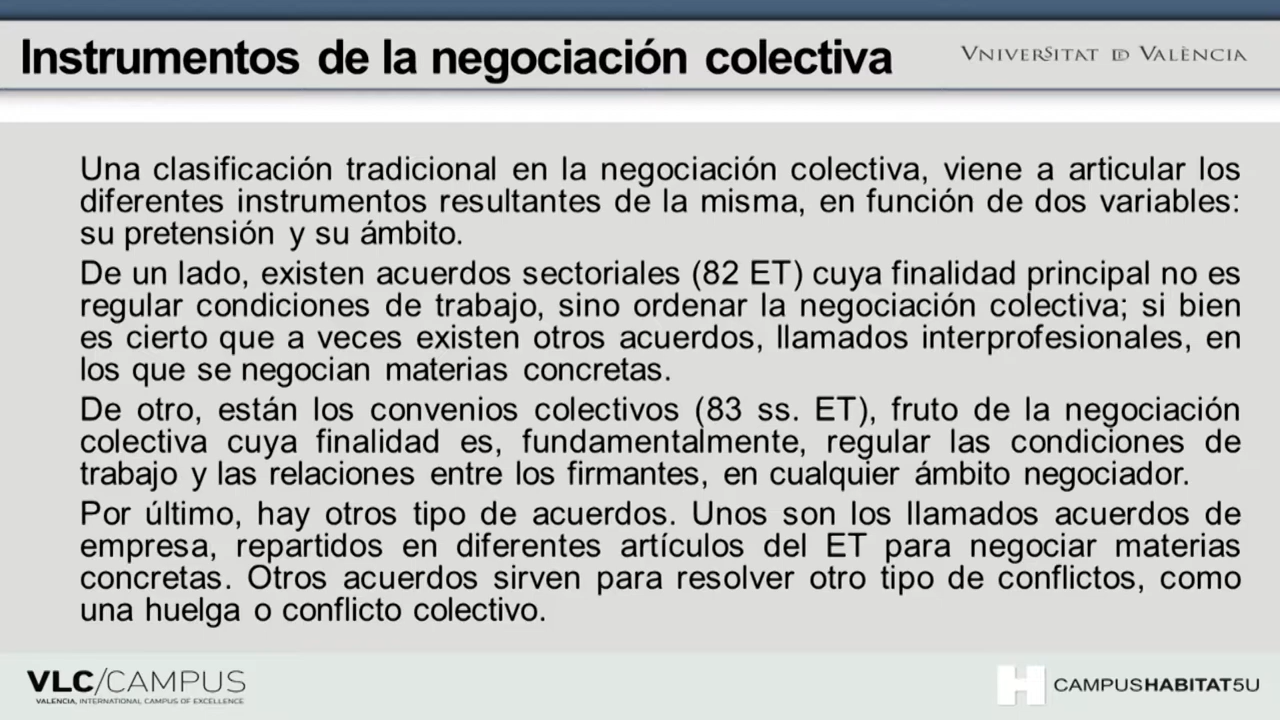 Instrumentos de la negociación colectiva
VNIVERSITAT DE VALÈNCIA
Una clasificación tradicional en la negociación colectiva, viene a articular los
diferentes instrumentos resultantes de la misma, en función de dos variables:
su pretensión y su ámbito.
De un lado, existen acuerdos sectoriales (82 ET) cuya finalidad principal no es
regular condiciones de trabajo, sino ordenar la negociación colectiva; si bien
es cierto que a veces existen otros acuerdos, llamados interprofesionales, en
los que se negocian materias concretas.
De otro, están los convenios colectivos (83 ss. ET), fruto de la negociación
colectiva cuya finalidad es, fundamentalmente, regular las condiciones de
trabajo y las relaciones entre los firmantes, en cualquier ámbito negociador.
Por último, hay otros tipo de acuerdos. Unos son los llamados acuerdos de
empresa, repartidos en diferentes artículos del ET para negociar materias
concretas. Otros acuerdos sirven para resolver otro tipo de conflictos, como
una huelga o conflicto colectivo.
VLC/CAMPUS
VALENCIA, INTERNATIONAL CAMPUS OF EXCELLENCE
H CAMPUSHABITAT5U